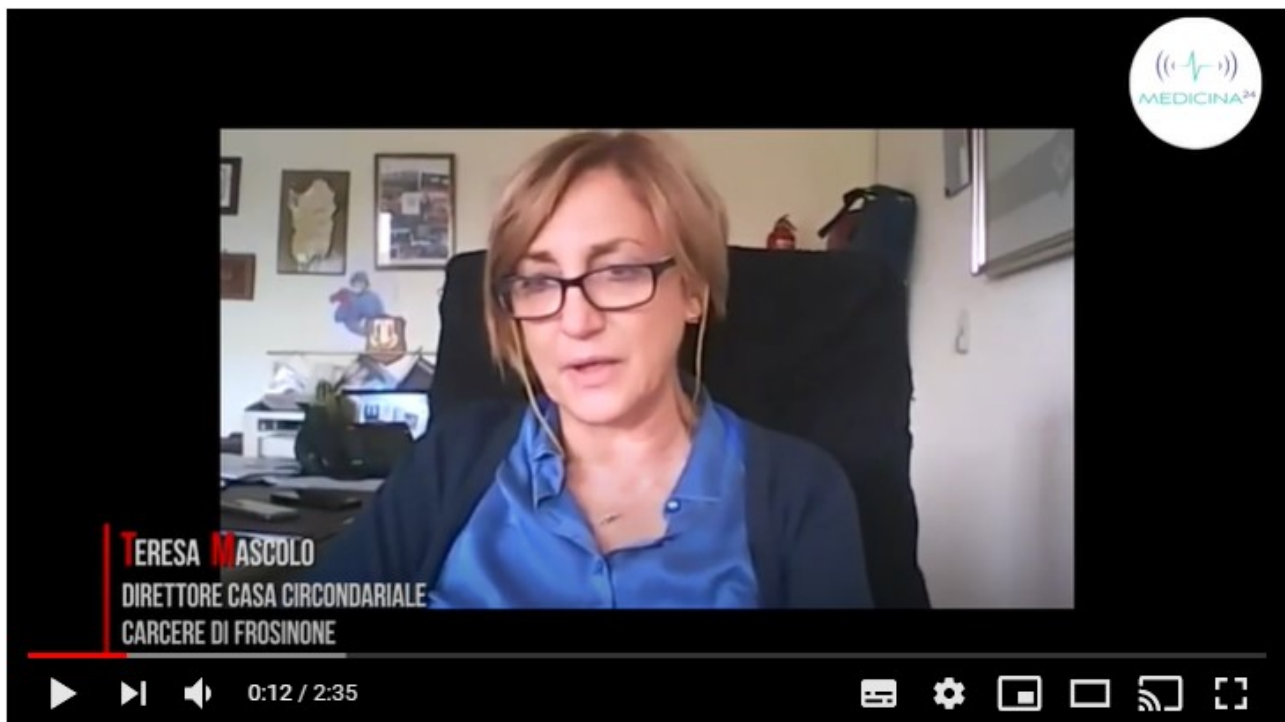 MEDICINA24
TERESA MASCOLO
DIRETTORE CASA CIRCONDARIALE
CARCERE DI FROSINONE
0:12 / 2:35